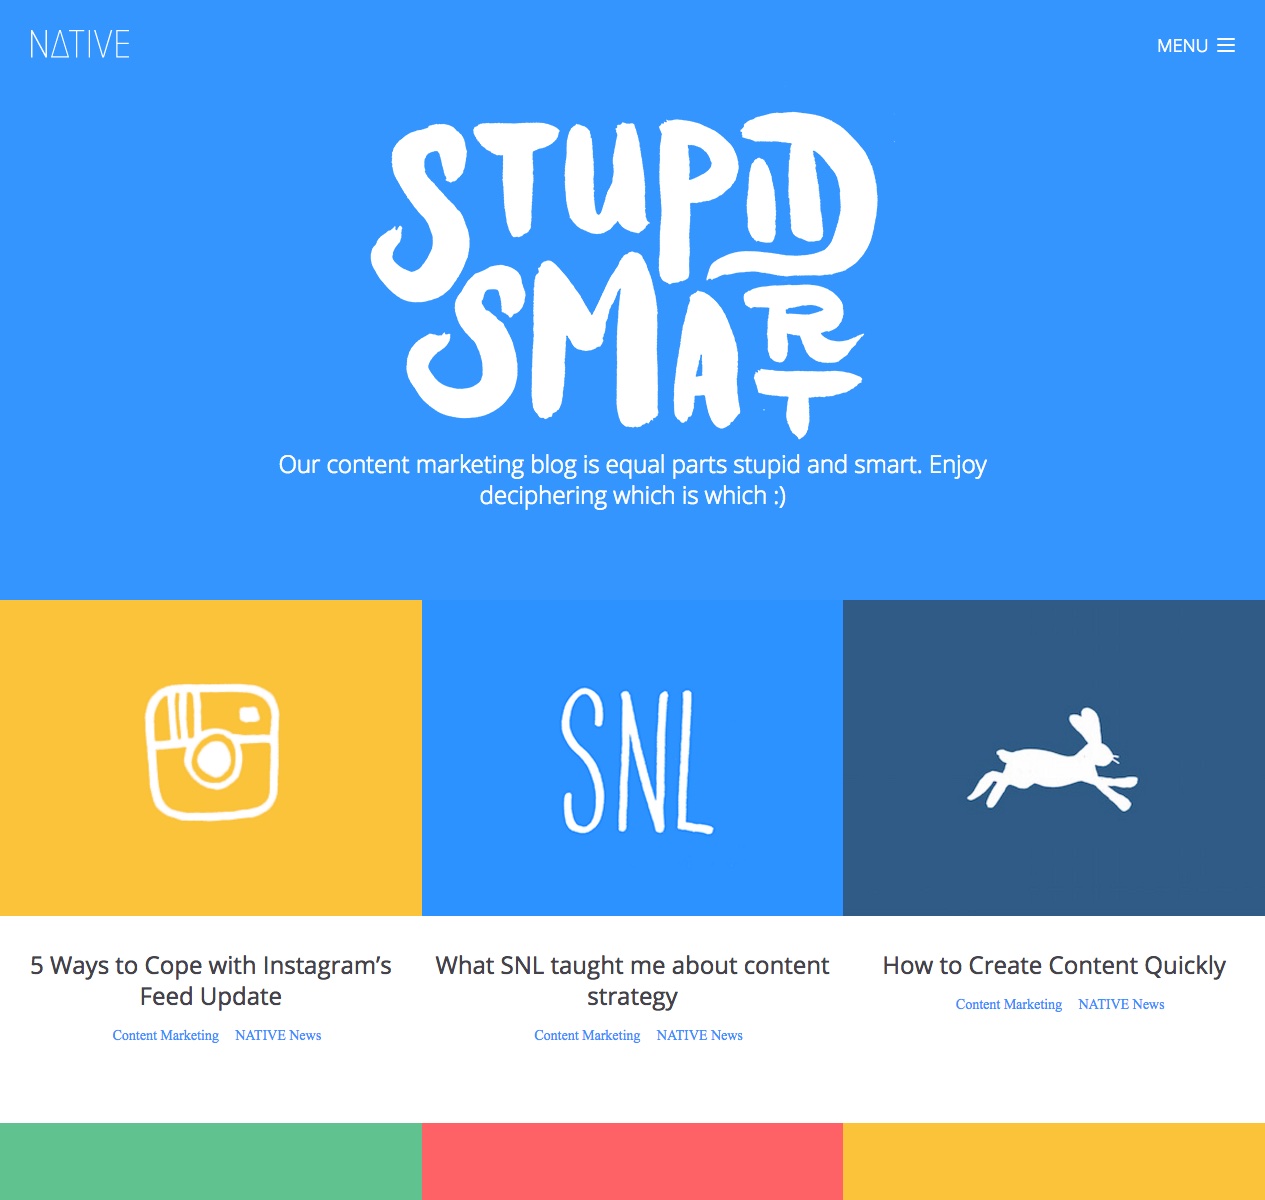 NATIVE
MENU
STUPID
SMART
Our content marketing blog is equal parts stupid and smart. Enjoy
deciphering which is which :)
SNL
5 Ways to Cope with Instagram’s
Feed Update
Content Marketing NATIVE News
What SNL taught me about content
strategy
Content Marketing NATIVE News
How to Create Content Quickly
Content Marketing NATIVE News